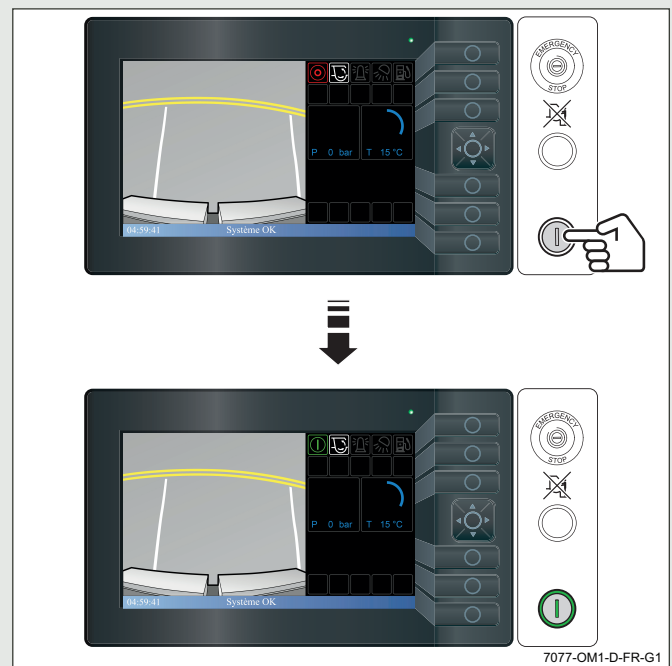 EMERGENCY
STOP
P 0 bar T 15 °C
04:59:41 Système OK
EMERGENCY
STOP
P 0 bar T 15 °C
04:59:41 Système OK
7077-OM1-D-FR-G1